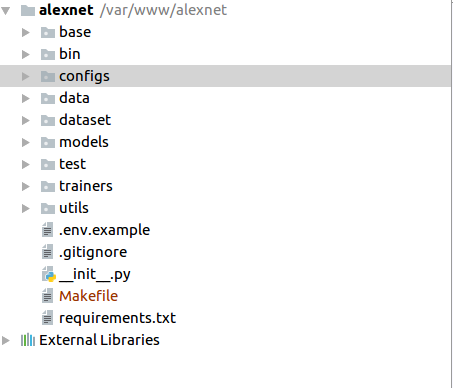 alexnet /var/www/alexnet
base
bin
configs
data
dataset
models
test
trainers
utils
.env.example
.gitignore
__init__.py
Makefile
requirements.txt
External Libraries